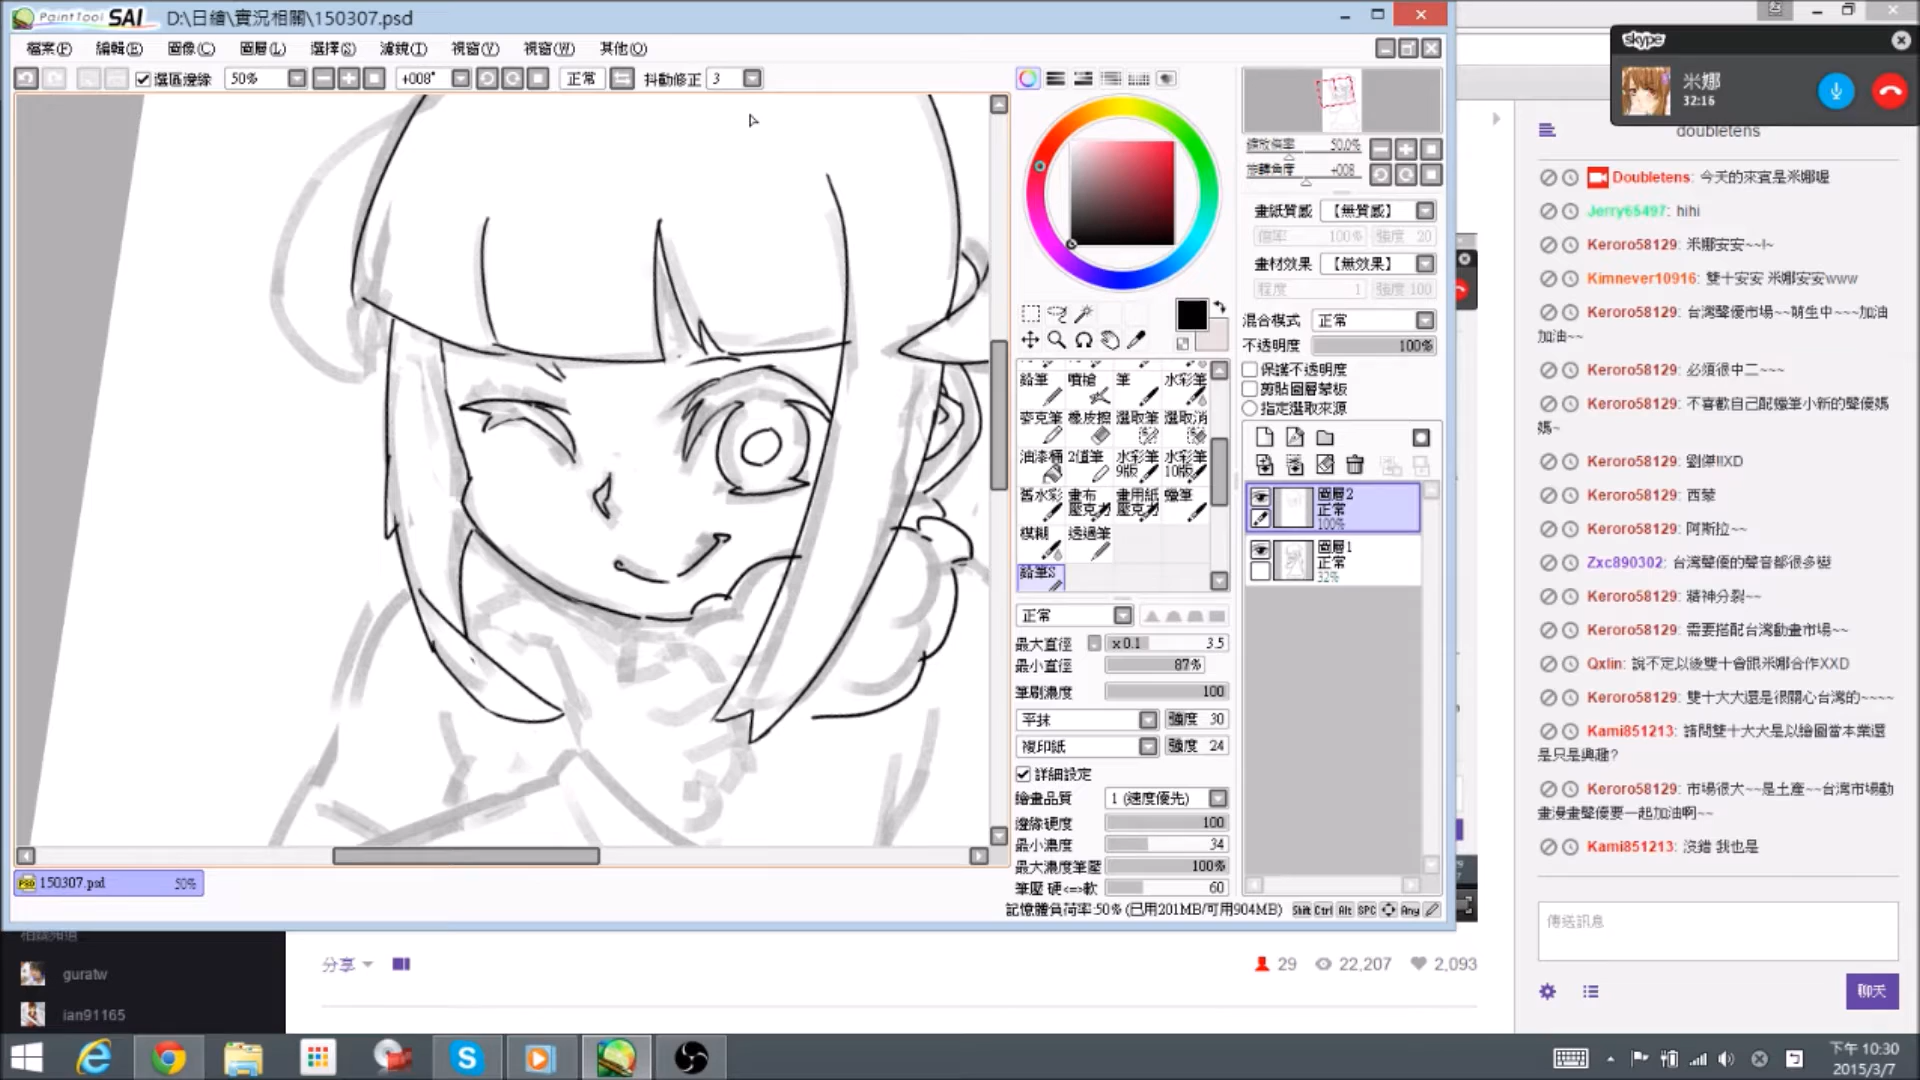 PaintTool SAI D:\日繪\實況相關\150307.psd
檔案(F) 編輯(E) 圖像(C) 圖層(L) 選擇(S) 濾鏡(T) 視窗(V) 視窗(W) 其他(O)
選區邊緣 50% +008° 正常 抖動修正 3
縮放倍率 50.0%
旋轉角度 +008
畫紙質感 【無質感】
倍率 100% 強度 20
畫材效果 【無效果】
程度 1 強度 100
混合模式 正常
不透明度 100%
保護不透明度
剪貼圖層蒙板
指定選取來源
鉛筆 噴槍 筆 水彩筆
麥克筆 橡皮擦 選取筆 選取消
油漆桶 2值筆 水彩筆 9版 水彩筆 10版
舊水彩 畫布 壓克力 畫用紙 壓克力 蠟筆
模糊 透過筆
鉛筆S
圖層2
正常
100%
圖層1
正常
32%
正常
最大直徑 x0.1 3.5
最小直徑 87%
筆刷濃度 100
平抹 強度 30
複印紙 強度 24
詳細設定
繪畫品質 1 (速度優先)
邊緣硬度 100
最小濃度 34
最大濃度筆壓 100%
筆壓 硬<=>軟 60
150307.psd 50%
記憶體負荷率:50% (已用201MB/可用904MB) Shift Ctrl Alt SPC Any
skype
米娜
32:16
doubletens
Doubletens: 今天的來賓是米娜喔
Jerry65497: hihi
Keroro58129: 米娜安安~~!~
Kimnever10916: 雙十安安 米娜安安www
Keroro58129: 台灣聲優市場~~萌生中~~~加油
加油~~
Keroro58129: 必須很中二~~~
Keroro58129: 不喜歡自己配蠟筆小新的聲優媽
媽~
Keroro58129: 劉傑!!XD
Keroro58129: 西蒙
Keroro58129: 阿斯拉~~
Zxc890302: 台灣聲優的聲音都很多變
Keroro58129: 精神分裂~~
Keroro58129: 需要搭配台灣動畫市場~~
Qxlin: 說不定以後雙十會跟米娜合作XXD
Keroro58129: 雙十大大還是很關心台灣的~~~~
Kami851213: 請問雙十大大是以繪圖當本業還
是只是興趣?
Keroro58129: 市場很大~~是土產~~台灣市場動
畫漫畫聲優要一起加油啊~~
Kami851213: 沒錯 我也是
傳送訊息
聊天
相關頻道
guratw
ian91165
分享
29 22,207 2,093
下午 10:30
2015/3/7